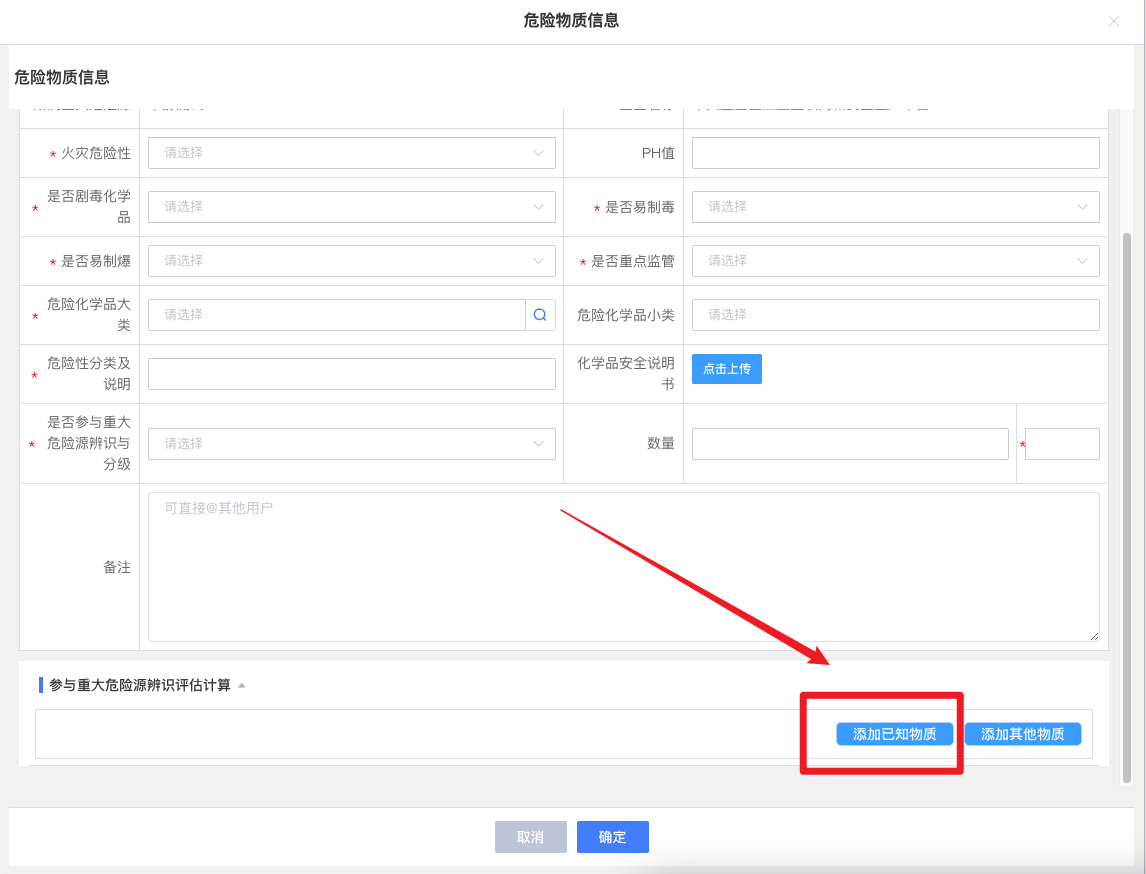 危险物质信息
危险物质信息
* 火灾危险性 请选择 PH值
* 是否剧毒化学品 请选择 * 是否易制毒 请选择
* 是否易制爆 请选择 * 是否重点监管 请选择
* 危险化学品大类 请选择 危险化学品小类 请选择
* 危险性分类及说明 化学品安全说明书 点击上传
* 是否参与重大危险源辨识与分级 请选择 数量 *
备注 可直接@其他用户
参与重大危险源辨识评估计算
添加已知物质 添加其他物质
取消 确定